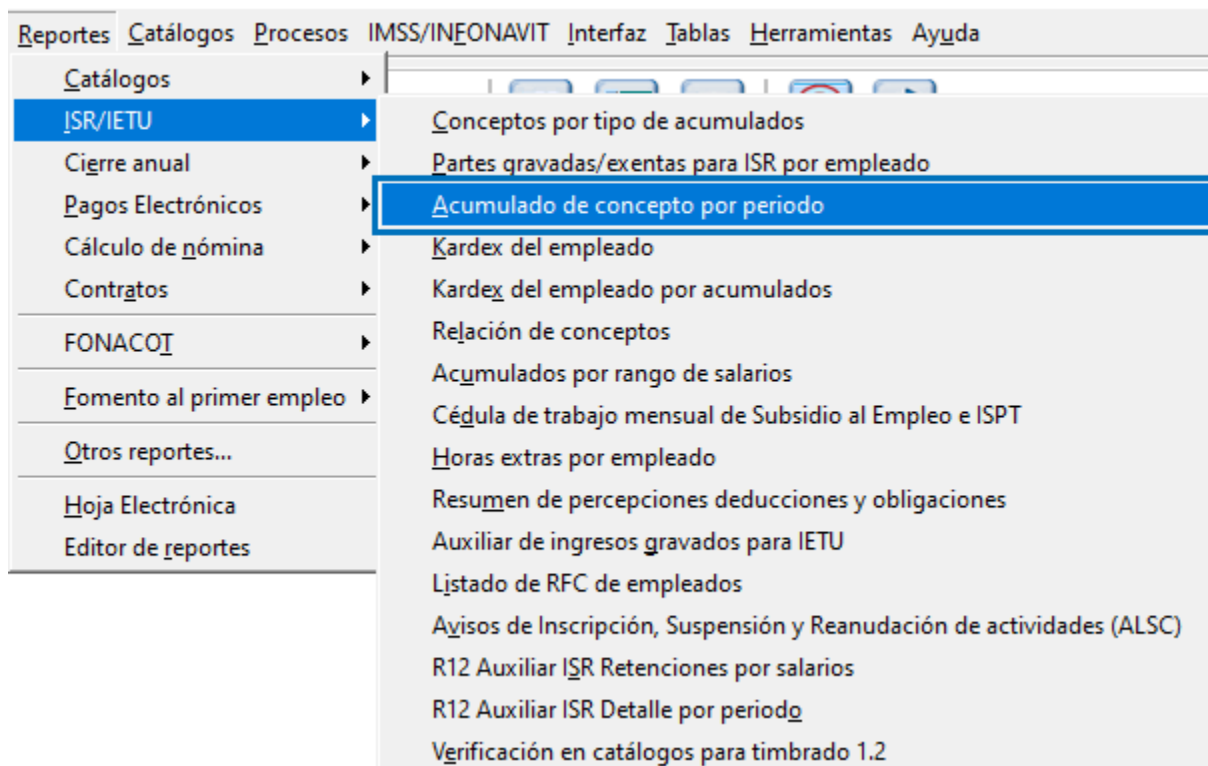 Reportes Catálogos Procesos IMSS/INFONAVIT Interfaz Tablas Herramientas Ayuda
Catálogos
ISR/IETU
Cierre anual
Pagos Electrónicos
Cálculo de nómina
Contratos
FONACOT
Fomento al primer empleo
Otros reportes...
Hoja Electrónica
Editor de reportes
Conceptos por tipo de acumulados
Partes gravadas/exentas para ISR por empleado
Acumulado de concepto por periodo
Kardex del empleado
Kardex del empleado por acumulados
Relación de conceptos
Acumulados por rango de salarios
Cédula de trabajo mensual de Subsidio al Empleo e ISPT
Horas extras por empleado
Resumen de percepciones deducciones y obligaciones
Auxiliar de ingresos gravados para IETU
Listado de RFC de empleados
Avisos de Inscripción, Suspensión y Reanudación de actividades (ALSC)
R12 Auxiliar ISR Retenciones por salarios
R12 Auxiliar ISR Detalle por periodo
Verificación en catálogos para timbrado 1.2